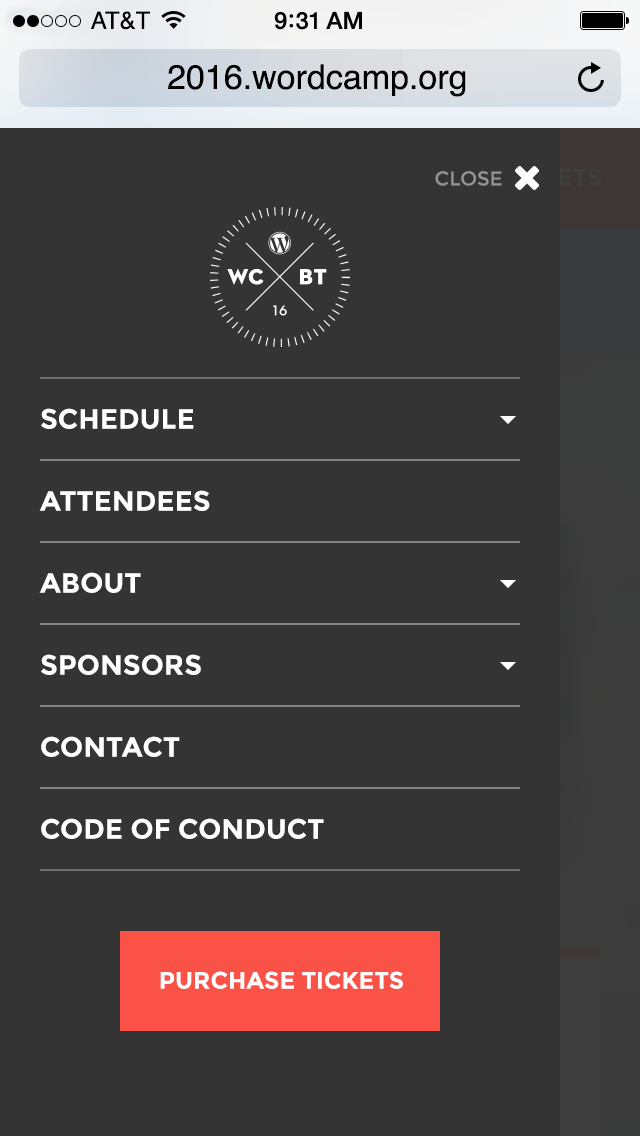 AT&T 9:31 AM
2016.wordcamp.org
CLOSE
ETS
W
WC BT
16
SCHEDULE
ATTENDEES
ABOUT
SPONSORS
CONTACT
CODE OF CONDUCT
PURCHASE TICKETS